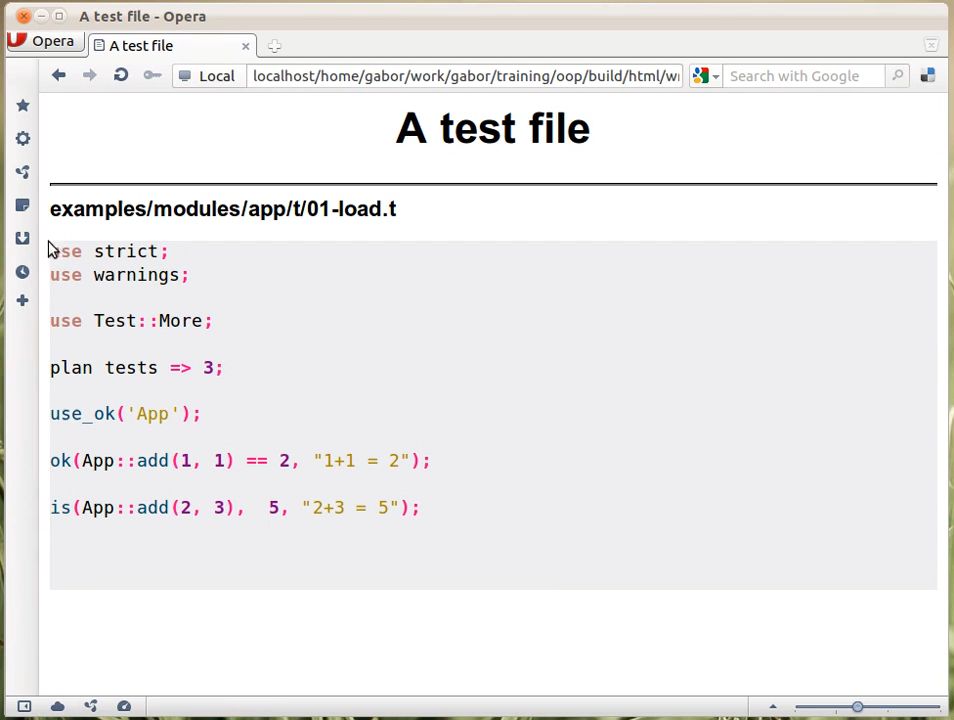 A test file - Opera
Opera
A test file
Local
localhost/home/gabor/work/gabor/training/oop/build/html/w
Search with Google
A test file
examples/modules/app/t/01-load.t
use strict;
use warnings;
use Test::More;
plan tests => 3;
use_ok('App');
ok(App::add(1, 1) == 2, "1+1 = 2");
is(App::add(2, 3),  5, "2+3 = 5");